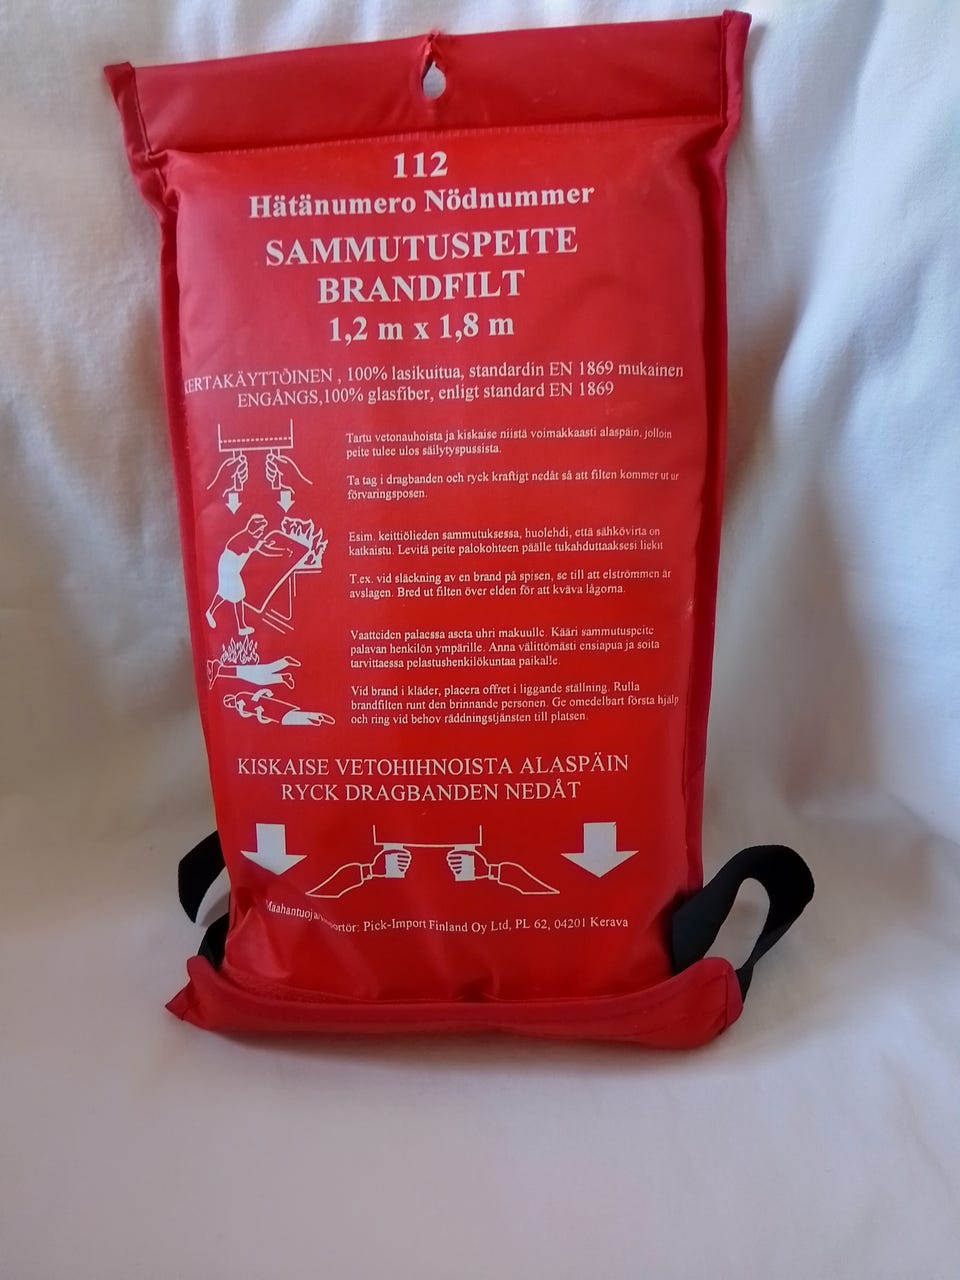 112
Hätänumero Nödnummer
SAMMUTUSPEITE
BRANDFILT
1,2 m x 1,8 m
KERTAKÄYTTÖINEN , 100% lasikuitua, standardin EN 1869 mukainen
ENGÅNGS,100% glasfiber, enligt standard EN 1869
Tartu vetonauhoista ja kiskaise niistä voimakkaasti alaspäin, jolloin
peite tulee ulos säilytyspussista.
Ta tag i dragbanden och ryck kraftigt nedåt så att filten kommer ut ur
förvaringsposen.
Esim. keittiölieden sammutuksessa, huolehdi, että sähkövirta on
katkaistu. Levitä peite palokohteen päälle tukahduttaaksesi liekit
T.ex. vid släckning av en brand på spisen, se till att elströmmen är
avslagen. Bred ut filten över elden för att kväva lågorna.
Vaatteiden palaessa aseta uhri makuulle. Kääri sammutuspeite
palavan henkilön ympärille. Anna välittömästi ensiapua ja soita
tarvittaessa pelastushenkilökuntaa paikalle.
Vid brand i kläder, placera offret i liggande ställning. Rulla
brandfilten runt den brinnande personen. Ge omedelbart första hjälp
och ring vid behov räddningstjänsten till platsen.
KISKAISE VETOHIHNOISTA ALASPÄIN
RYCK DRAGBANDEN NEDÅT
Pick-Import Finland Oy Ltd, PL 62, 04201 Kerava